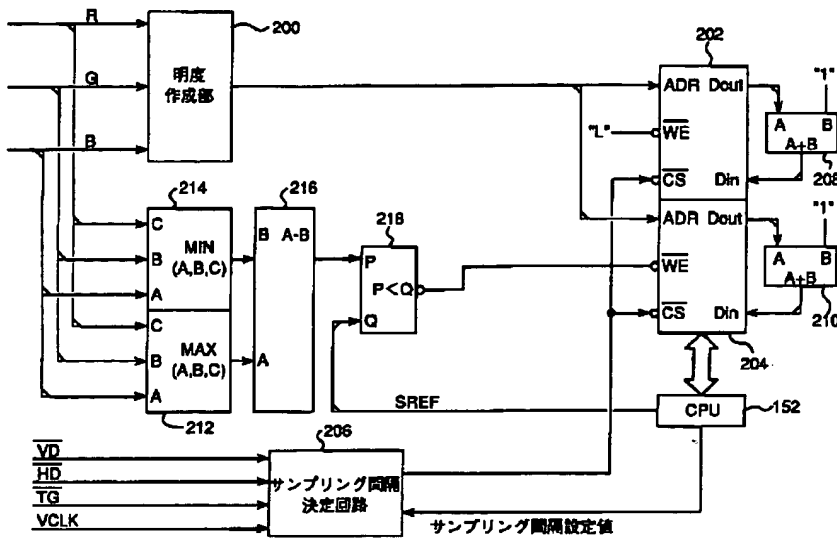 R
200
202
G
明度
作成部
B
ADR Dout
"1"
A B
A+B
208
"L"
WE
CS Din
214
216
218
C
B
A
MIN
(A,B,C)
B A-B
A
P
P<Q
Q
ADR Dout
"1"
A B
A+B
210
WE
CS Din
204
C
B
A
MAX
(A,B,C)
212
SREF
CPU
152
206
VD
HD
TG
VCLK
サンプリング間隔
決定回路
サンプリング間隔設定値